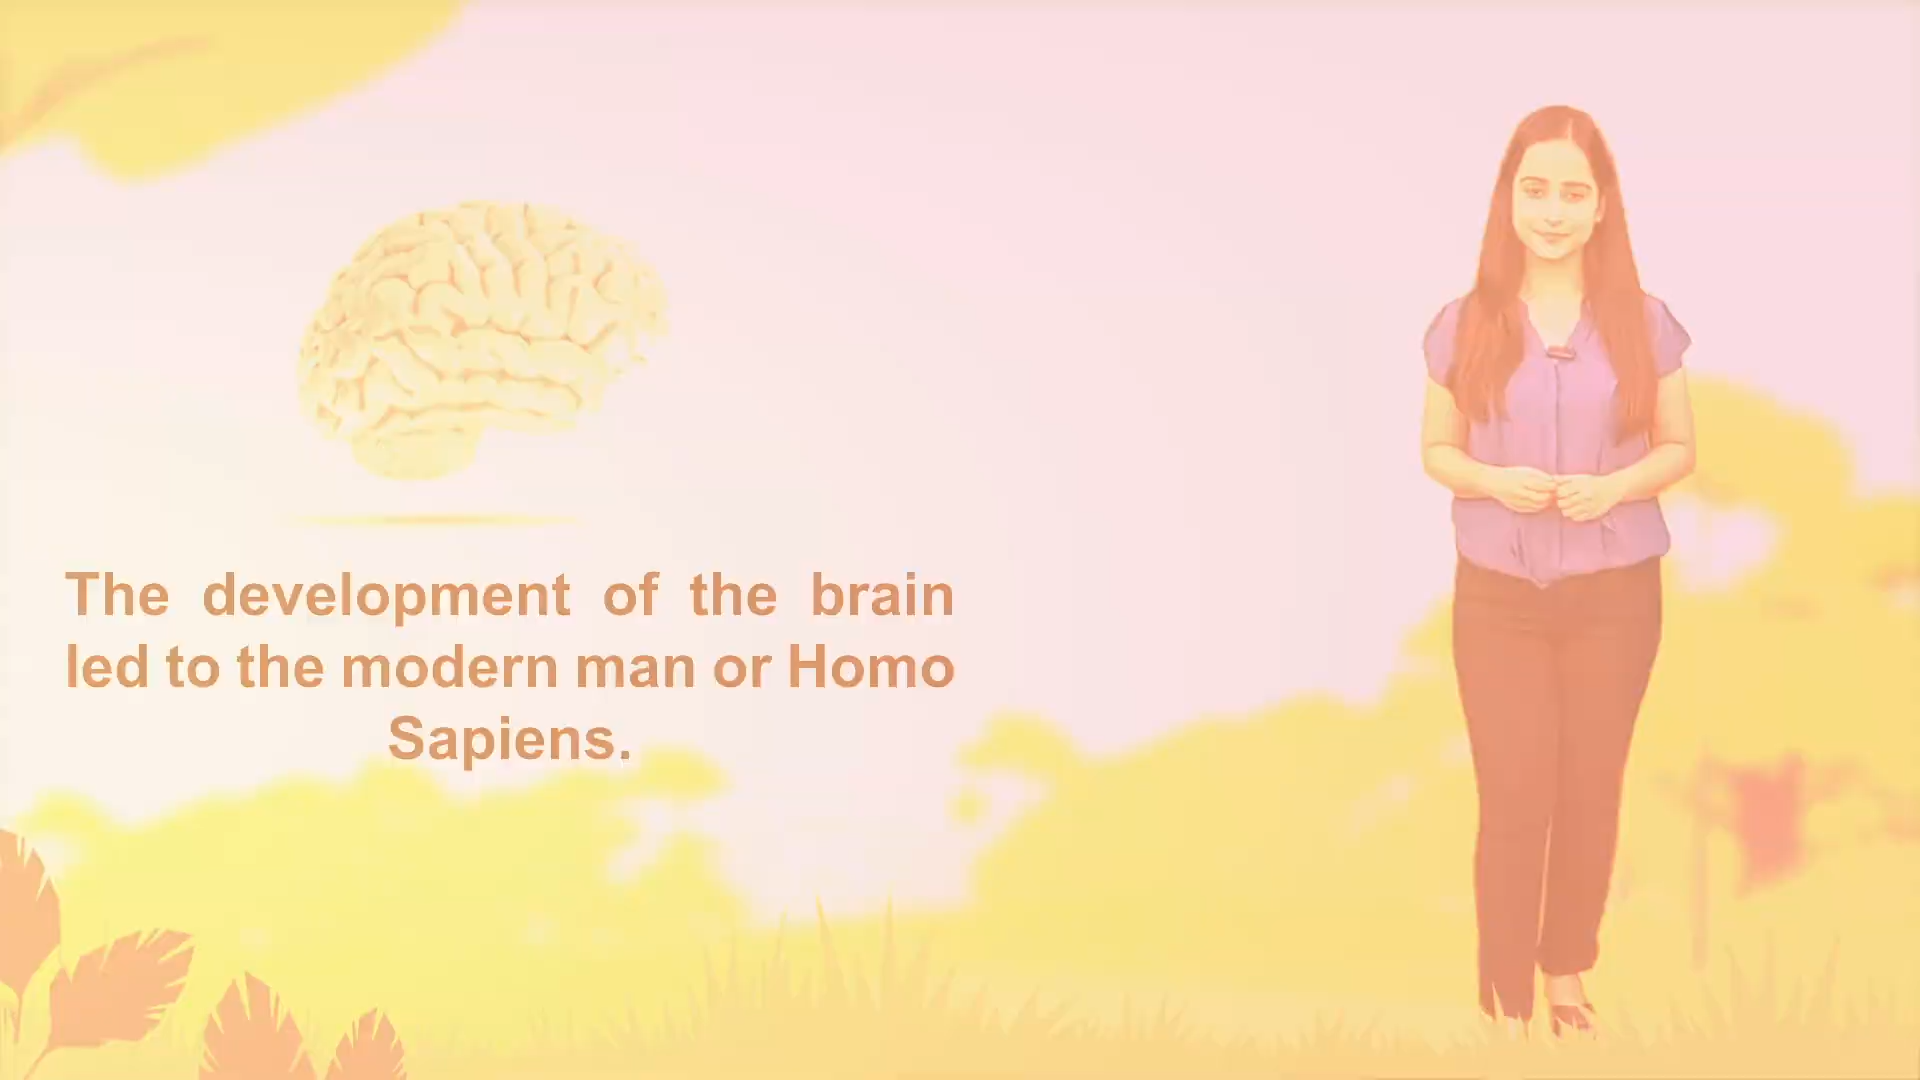 The development of the brain
led to the modern man or Homo
Sapiens.